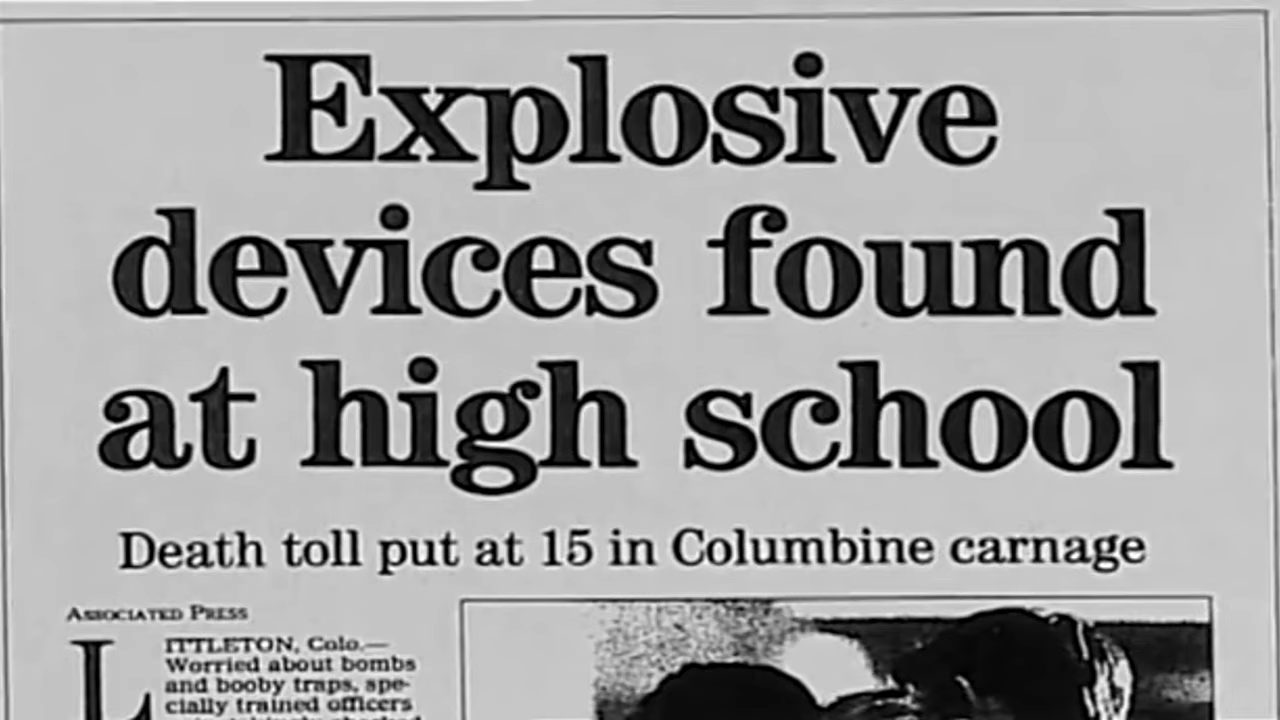 Explosive
devices found
at high school
Death toll put at 15 in Columbine carnage
ASSOCIATED PRESS
LITTLETON, Colo.—
Worried about bombs
and booby traps, spe-
cially trained officers